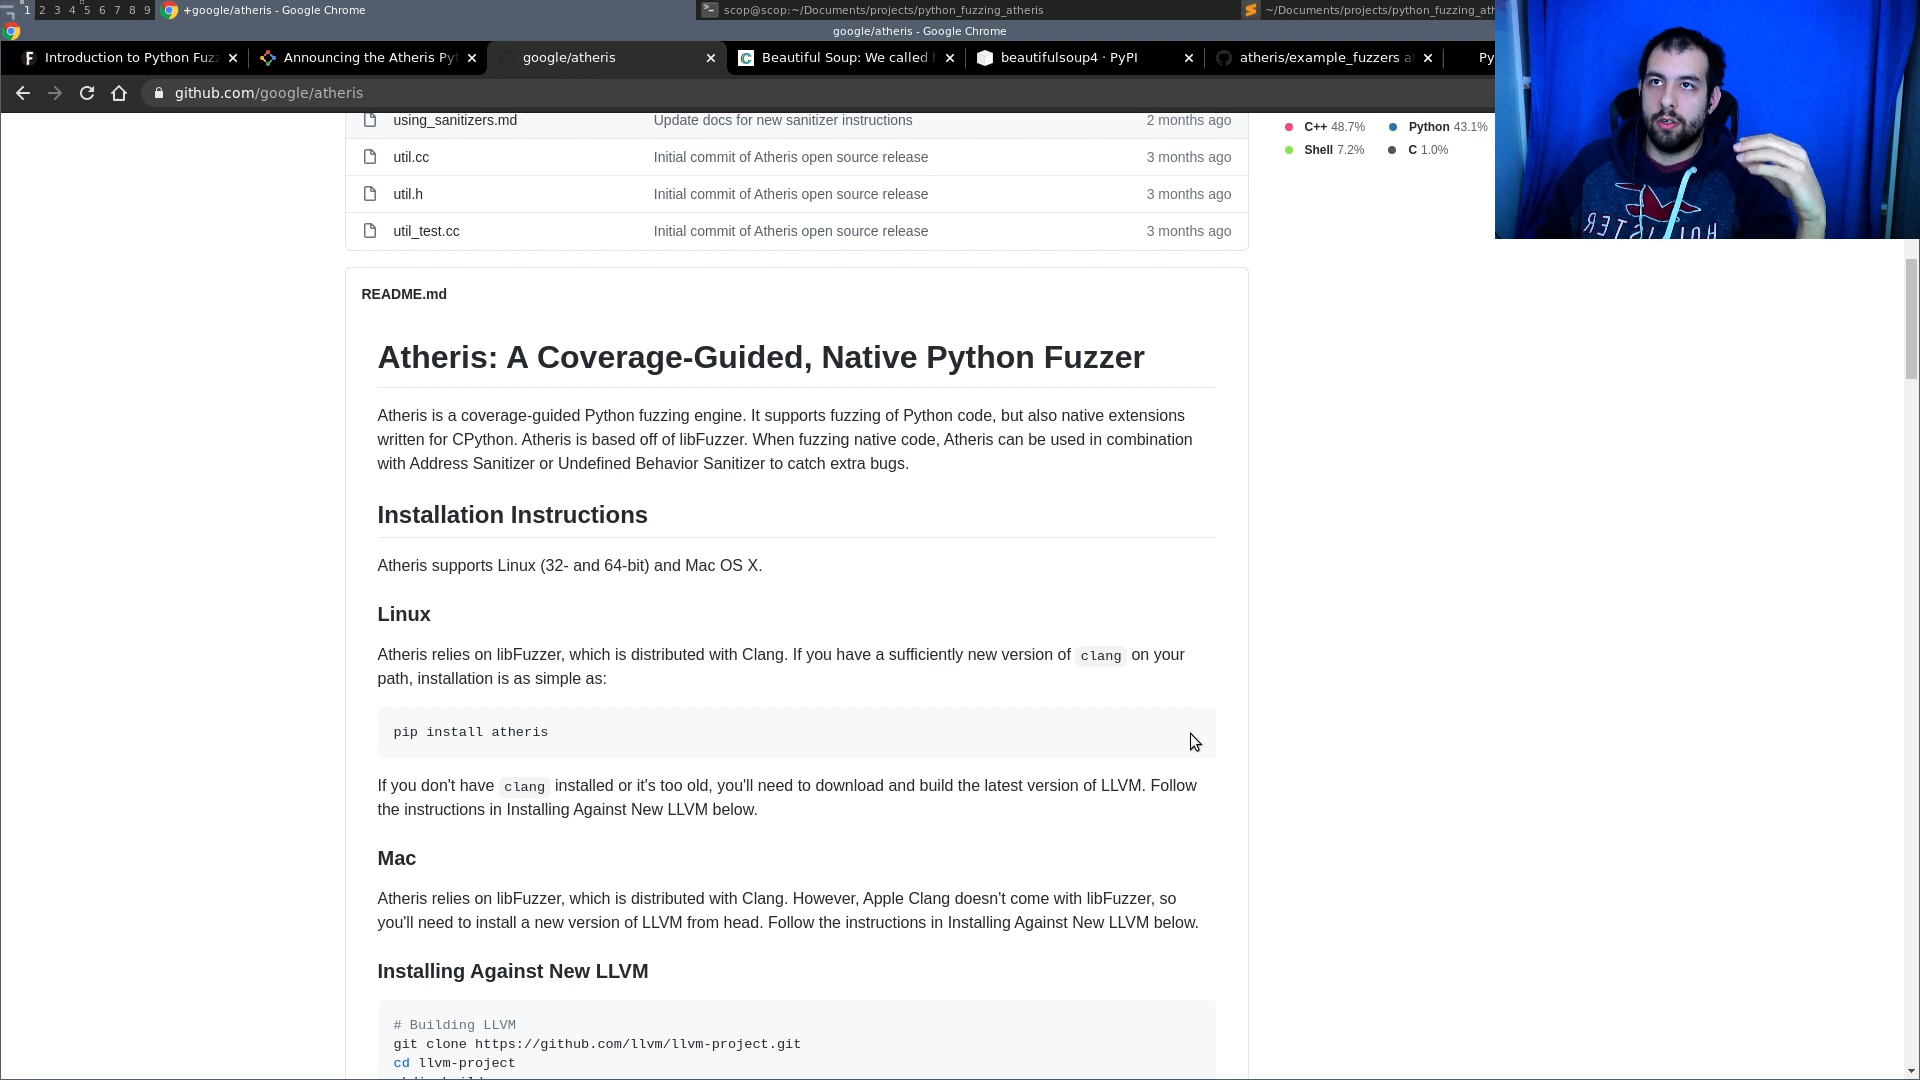 1 2 3 4 5 6 7 8 9 +google/atheris - Google Chrome
scop@scop:~/Documents/projects/python_fuzzing_atheris
~/Documents/projects/python_fuzzing_ath
google/atheris - Google Chrome
Introduction to Python Fuzz
Announcing the Atheris Py
google/atheris
Beautiful Soup: We called
beautifulsoup4 · PyPI
atheris/example_fuzzers a
Py
github.com/google/atheris
using_sanitizers.md Update docs for new sanitizer instructions 2 months ago
util.cc Initial commit of Atheris open source release 3 months ago
util.h Initial commit of Atheris open source release 3 months ago
util_test.cc Initial commit of Atheris open source release 3 months ago
C++ 48.7% Python 43.1%
Shell 7.2% C 1.0%
HOLLISTER
README.md
Atheris: A Coverage-Guided, Native Python Fuzzer
Atheris is a coverage-guided Python fuzzing engine. It supports fuzzing of Python code, but also native extensions
written for CPython. Atheris is based off of libFuzzer. When fuzzing native code, Atheris can be used in combination
with Address Sanitizer or Undefined Behavior Sanitizer to catch extra bugs.
Installation Instructions
Atheris supports Linux (32- and 64-bit) and Mac OS X.
Linux
Atheris relies on libFuzzer, which is distributed with Clang. If you have a sufficiently new version of clang on your
path, installation is as simple as:
pip install atheris
If you don't have clang installed or it's too old, you'll need to download and build the latest version of LLVM. Follow
the instructions in Installing Against New LLVM below.
Mac
Atheris relies on libFuzzer, which is distributed with Clang. However, Apple Clang doesn't come with libFuzzer, so
you'll need to install a new version of LLVM from head. Follow the instructions in Installing Against New LLVM below.
Installing Against New LLVM
# Building LLVM
git clone https://github.com/llvm/llvm-project.git
cd llvm-project